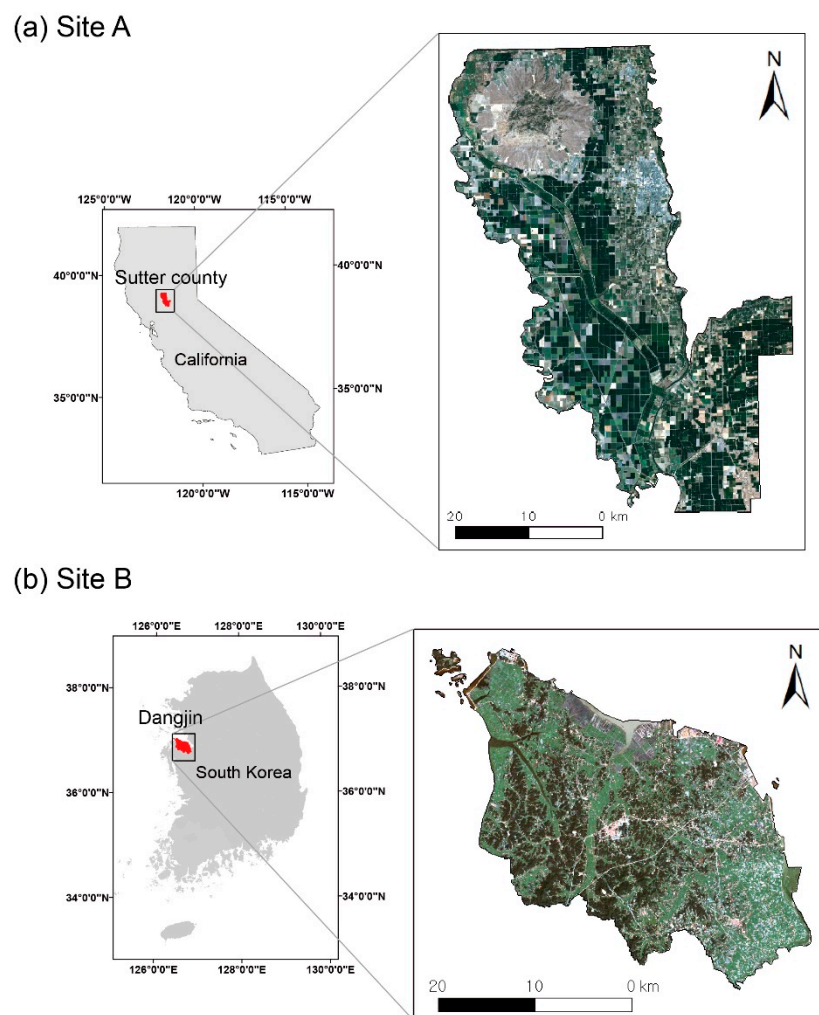 (a) Site A
N
125°0'0"W 120°0'0"W 115°0'0"W
40°0'0"N 40°0'0"N
Sutter county
California
35°0'0"N 35°0'0"N
120°0'0"W 115°0'0"W
20 10 0 km
(b) Site B
126°0'0"E 128°0'0"E 130°0'0"E
N
38°0'0"N 38°0'0"N
Dangjin
South Korea
36°0'0"N 36°0'0"N
34°0'0"N 34°0'0"N
126°0'0"E 128°0'0"E 130°0'0"E
20 10 0 km